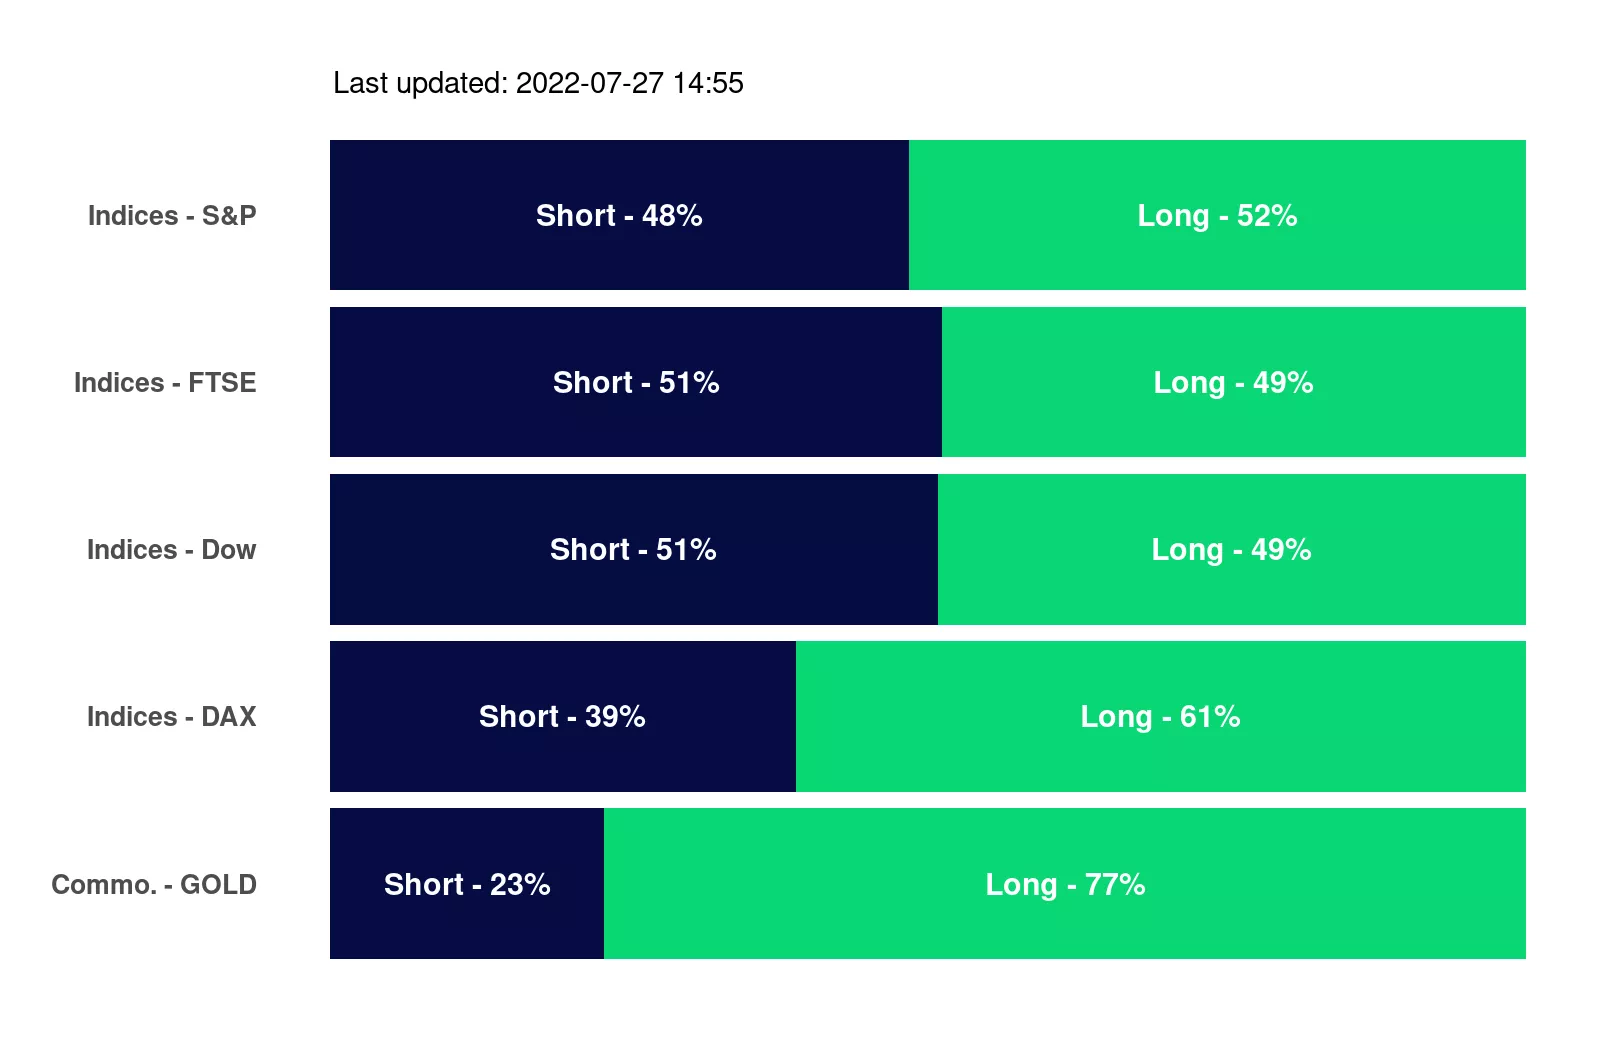 Last updated: 2022-07-27 14:55
Indices - S&P Short - 48% Long - 52%
Indices - FTSE Short - 51% Long - 49%
Indices - Dow Short - 51% Long - 49%
Indices - DAX Short - 39% Long - 61%
Commo. - GOLD Short - 23% Long - 77%